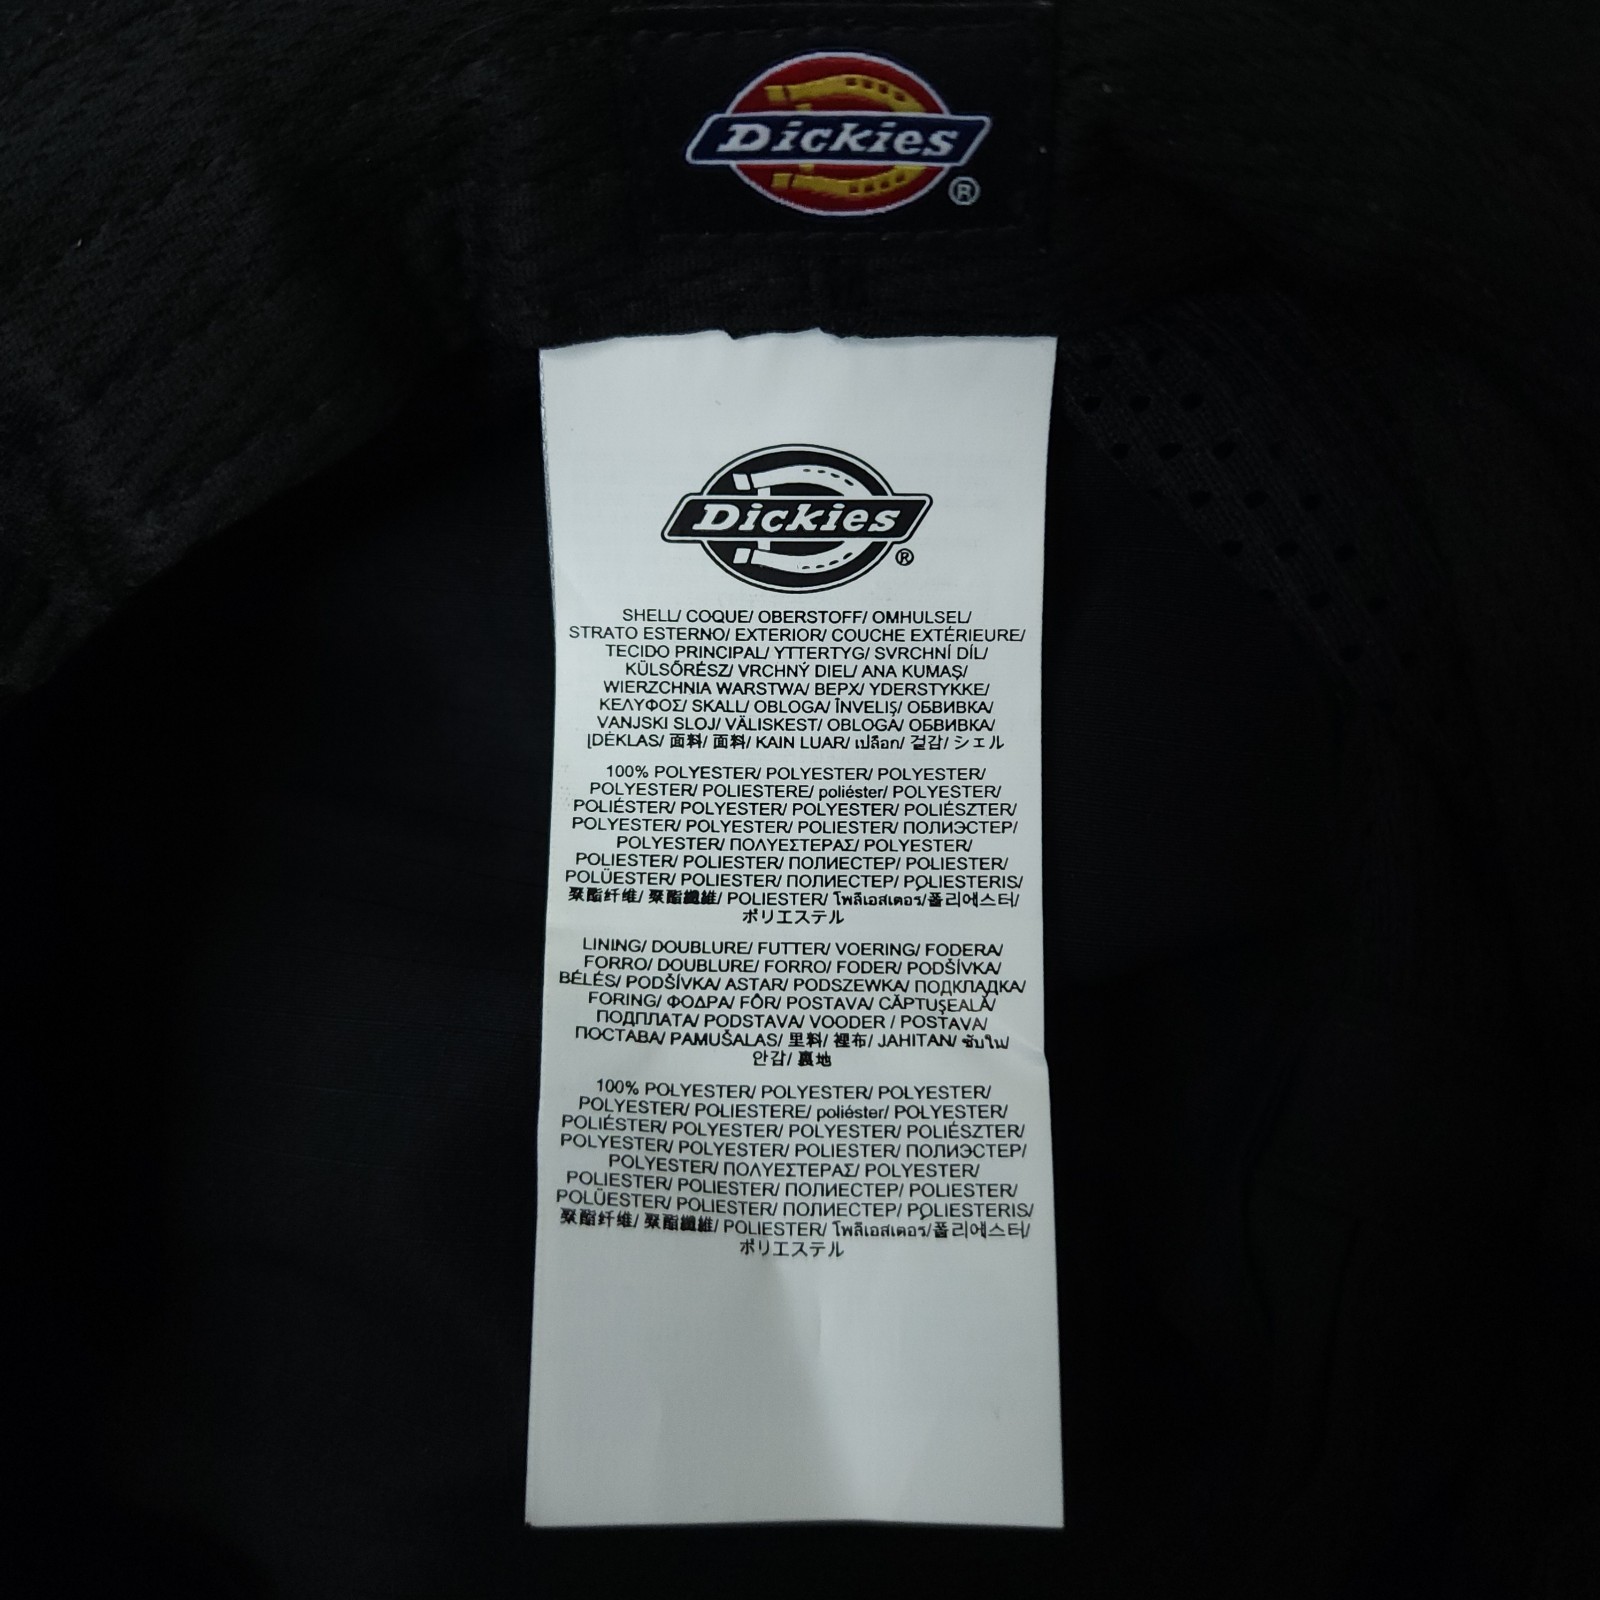 Dickies
®
Dickies
®
SHELL/ COQUE/ OBERSTOFF/ OMHULSEL/
STRATO ESTERNO/ EXTERIOR/ COUCHE EXTÉRIEURE/
TECIDO PRINCIPAL/ YTTERTYG/ SVRCHNÍ DÍL/
KÜLSŐRÉSZ/ VRCHNÝ DIEL/ ANA KUMAŞ/
WIERZCHNIA WARSTWA/ ВЕРХ/ YDERSTYKKE/
ΚΕΛΥΦΟΣ/ SKALL/ OBLOGA/ ÎNVELIŞ/ ОБВИВКА/
VANJSKI SLOJ/ VÄLISKEST/ OBLOGA/ ОБВИВКА/
ĮDĖKLAS/ 面料/ 面料/ KAIN LUAR/ เปลือก/ 겉감/ シェル
100% POLYESTER/ POLYESTER/ POLYESTER/
POLYESTER/ POLIESTERE/ poliéster/ POLYESTER/
POLIÉSTER/ POLYESTER/ POLYESTER/ POLIÉSZTER/
POLYESTER/ POLYESTER/ POLIESTER/ ПОЛИЭСТЕР/
POLYESTER/ ΠΟΛΥΕΣΤΕΡΑΣ/ POLYESTER/
POLIESTER/ POLIESTER/ ПОЛИЕСТЕР/ POLIESTER/
POLÜESTER/ POLIESTER/ ПОЛИЕСТЕР/ POLIESTERIS/
聚酯纤维/ 聚酯纖維/ POLIESTER/ โพลีเอสเตอร์/폴리에스터/
ポリエステル
LINING/ DOUBLURE/ FUTTER/ VOERING/ FODERA/
FORRO/ DOUBLURE/ FORRO/ FODER/ PODŠÍVKA/
BÉLÉS/ PODŠÍVKA/ ASTAR/ PODSZEWKA/ ПОДКЛАДКА/
FORING/ ΦΟΔΡΑ/ FÔR/ POSTAVA/ CĂPTUŞEALĂ/
ПОДПЛАТА/ PODSTAVA/ VOODER / POSTAVA/
ПОСТАВА/ PAMUŠALAS/ 里料/ 裡布/ JAHITAN/ ซับใน/
안감/ 裏地
100% POLYESTER/ POLYESTER/ POLYESTER/
POLYESTER/ POLIESTERE/ poliéster/ POLYESTER/
POLIÉSTER/ POLYESTER/ POLYESTER/ POLIÉSZTER/
POLYESTER/ POLYESTER/ POLIESTER/ ПОЛИЭСТЕР/
POLYESTER/ ΠΟΛΥΕΣΤΕΡΑΣ/ POLYESTER/
POLIESTER/ POLIESTER/ ПОЛИЕСТЕР/ POLIESTER/
POLÜESTER/ POLIESTER/ ПОЛИЕСТЕР/ POLIESTERIS/
聚酯纤维/ 聚酯纖維/ POLIESTER/ โพลีเอสเตอร์/폴리에스터/
ポリエステル